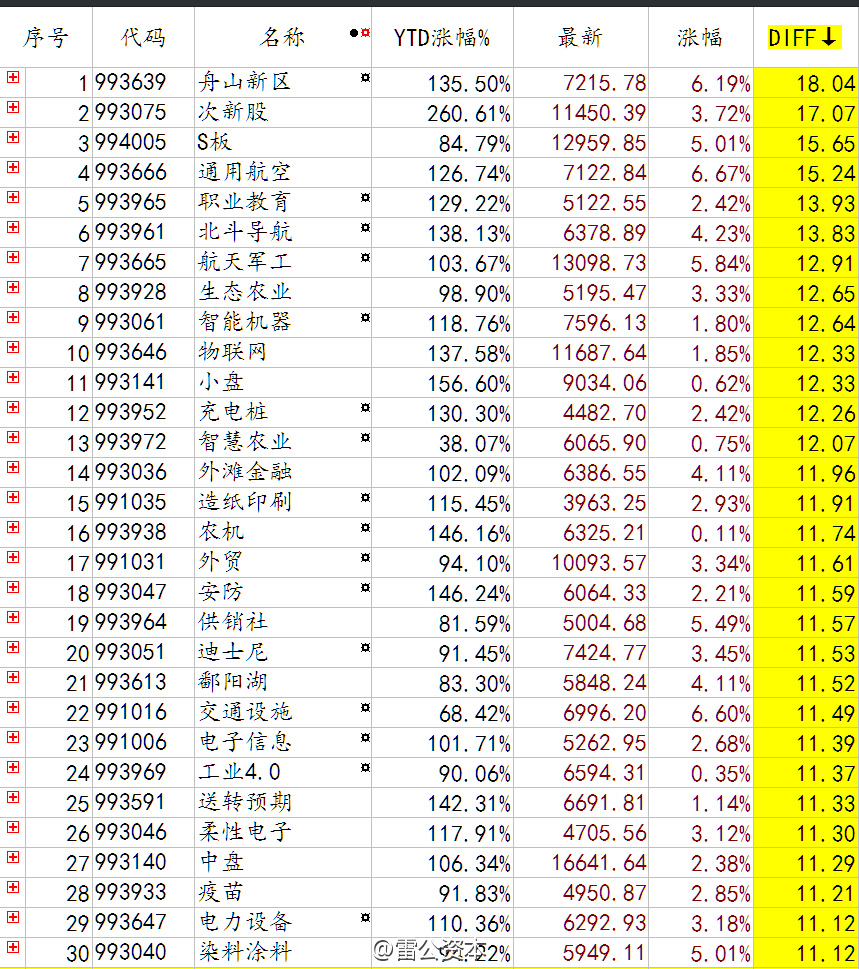 序号 代码 名称 YTD涨幅% 最新 涨幅 DIFF↓
1 993639 舟山新区 135.50% 7215.78 6.19% 18.04
2 993075 次新股 260.61% 11450.39 3.72% 17.07
3 994005 S板 84.79% 12959.85 5.01% 15.65
4 993666 通用航空 126.74% 7122.84 6.67% 15.24
5 993965 职业教育 129.22% 5122.55 2.42% 13.93
6 993961 北斗导航 138.13% 6378.89 4.23% 13.83
7 993665 航天军工 103.67% 13098.73 5.84% 12.91
8 993928 生态农业 98.90% 5195.47 3.33% 12.65
9 993061 智能机器 118.76% 7596.13 1.80% 12.64
10 993646 物联网 137.58% 11687.64 1.85% 12.33
11 993141 小盘 156.60% 9034.06 0.62% 12.33
12 993952 充电桩 130.30% 4482.70 2.42% 12.26
13 993972 智慧农业 38.07% 6065.90 0.75% 12.07
14 993036 外滩金融 102.09% 6386.55 4.11% 11.96
15 991035 造纸印刷 115.45% 3963.25 2.93% 11.91
16 993938 农机 146.16% 6325.21 0.11% 11.74
17 991031 外贸 94.10% 10093.57 3.34% 11.61
18 993047 安防 146.24% 6064.33 2.21% 11.59
19 993964 供销社 81.59% 5004.68 5.49% 11.57
20 993051 迪士尼 91.45% 7424.77 3.45% 11.53
21 993613 鄱阳湖 83.30% 5848.24 4.11% 11.52
22 991016 交通设施 68.42% 6996.20 6.60% 11.49
23 991006 电子信息 101.71% 5262.95 2.68% 11.39
24 993969 工业4.0 90.06% 6594.31 0.35% 11.37
25 993591 送转预期 142.31% 6691.81 1.14% 11.33
26 993046 柔性电子 117.91% 4705.56 3.12% 11.30
27 993140 中盘 106.34% 16641.64 2.38% 11.29
28 993933 疫苗 91.83% 4950.87 2.85% 11.21
29 993647 电力设备 110.36% 6292.93 3.18% 11.12
30 993040 染料涂料 5949.11 5.01% 11.12
@雷公资本